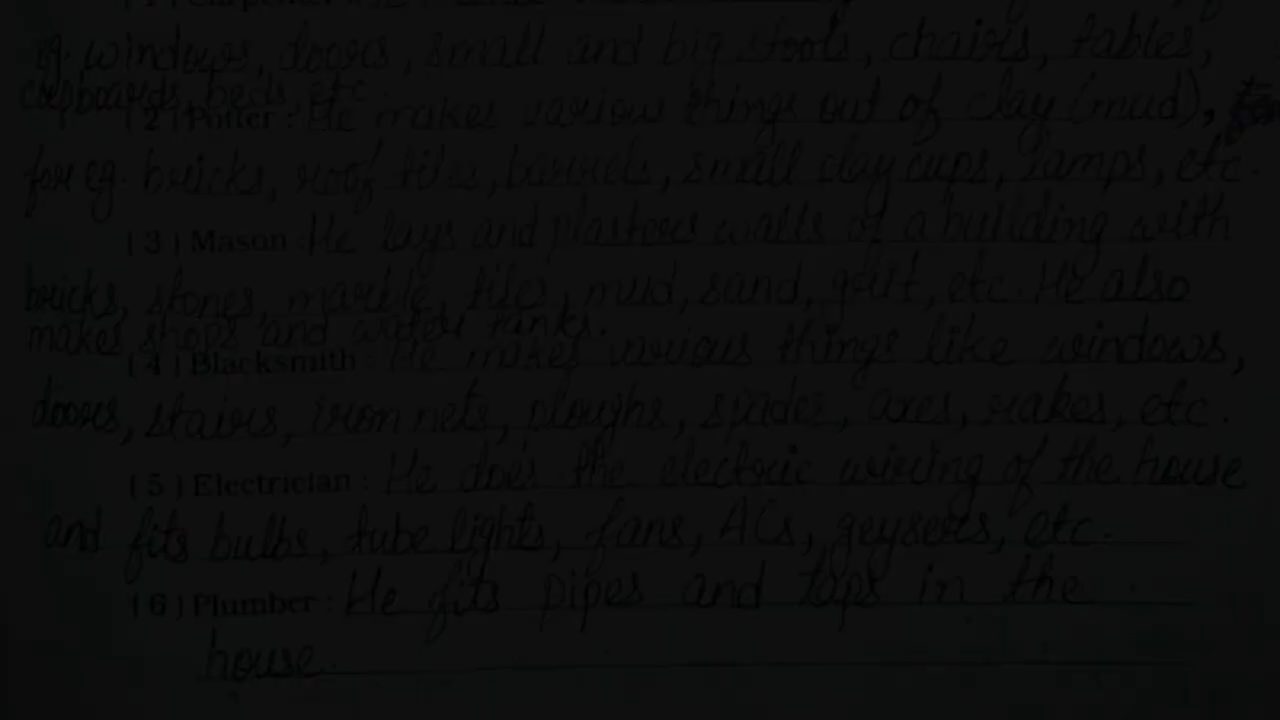 [1] Carpenter :
eg. windows, doors, small and big stools, chairs, tables,
cupboards, beds, etc.
[2] Potter : He makes various things out of clay (mud),
for eg. bricks, roof tiles, barrels, small clay cups, lamps, etc.
[3] Mason : He lays and plasters walls of a building with
bricks, stones, marble, tiles, mud, sand, grit, etc. He also
makes shops and water tanks.
[4] Blacksmith : He makes various things like windows,
doors, stairs, iron nets, ploughs, spades, axes, rakes, etc.
[5] Electrician : He does the electric wiring of the house
and fits bulbs, tube lights, fans, ACs, geysers, etc.
[6] Plumber : He fits pipes and taps in the
house.